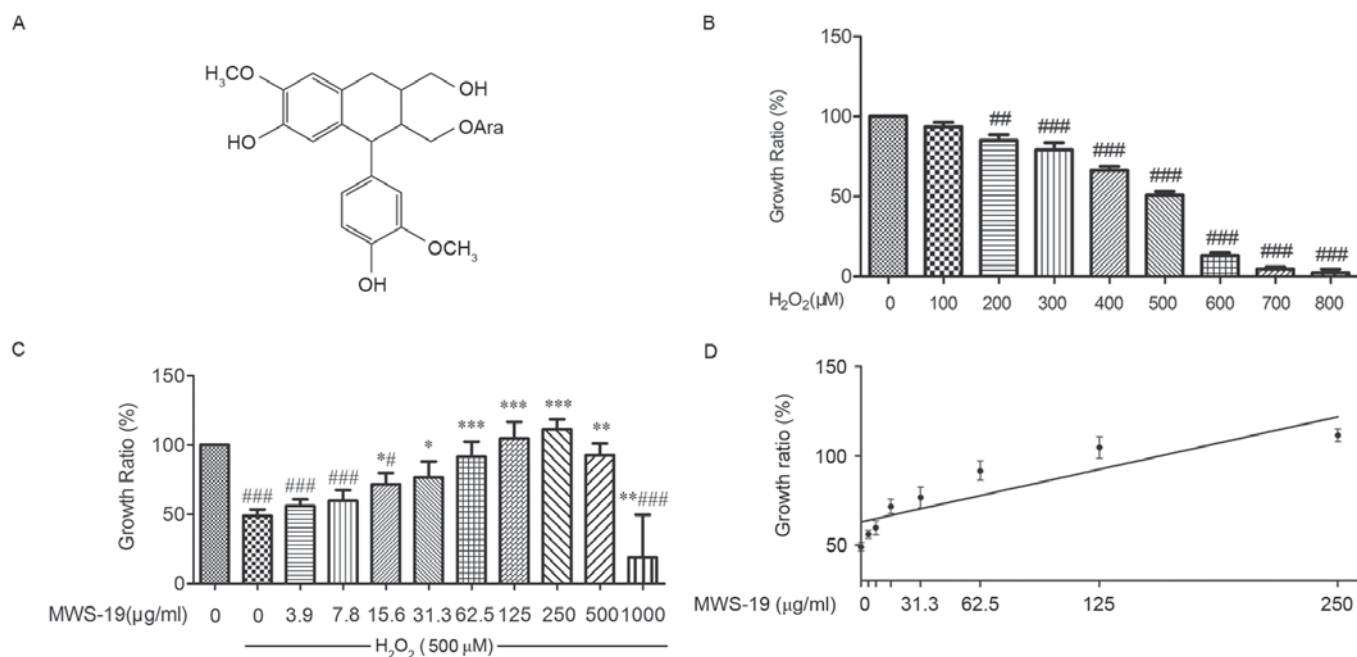 A
H₃CO
OH
HO
OAra
OCH₃
OH
B
150
100
50
0
Growth Ratio (%)
##
###
###
###
###
###
###
H₂O₂(μM)
0 100 200 300 400 500 600 700 800
C
150
100
50
0
Growth Ratio (%)
###
###
###
*#
*
***
***
***
**
**###
MWS-19(μg/ml) 0 0 3.9 7.8 15.6 31.3 62.5 125 250 500 1000
H₂O₂ (500 μM)
D
150
100
50
Growth ratio (%)
MWS-19 (μg/ml) 0 31.3 62.5 125 250